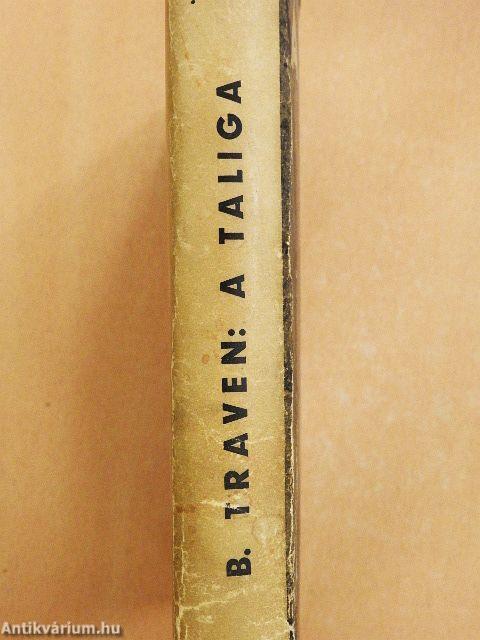 B. TRAVEN: A TALIGA
Antikvárium.hu